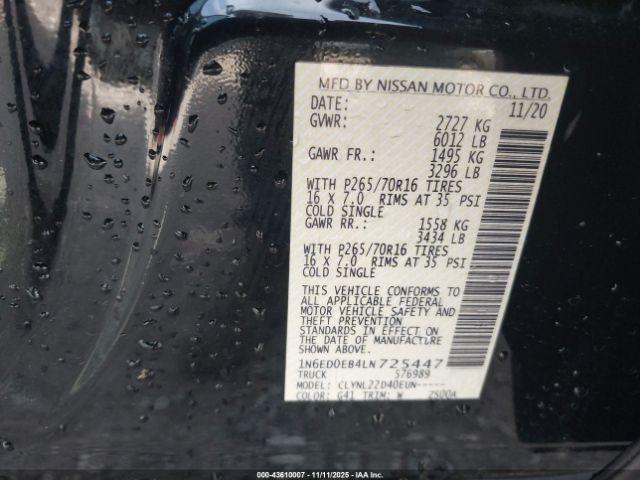 MFD BY NISSAN MOTOR CO., LTD.
DATE: 11/20
GVWR: 2727 KG
6012 LB
GAWR FR.: 1495 KG
3296 LB
WITH P265/70R16 TIRES
16 X 7.0 RIMS AT 35 PSI
COLD SINGLE
GAWR RR.: 1558 KG
3434 LB
WITH P265/70R16 TIRES
16 X 7.0 RIMS AT 35 PSI
COLD SINGLE
THIS VEHICLE CONFORMS TO
ALL APPLICABLE FEDERAL
MOTOR VEHICLE SAFETY AND
THEFT PREVENTION
STANDARDS IN EFFECT ON
THE DATE OF MANUFACTURE
SHOWN ABOVE.
1N6ED0EB4LN725447
TRUCK 576989
MODEL: CLYNL22D40EUN-----
COLOR: G41 TRIM: W 2500A
000-43610007 - 11/11/2025 - IAA Inc.